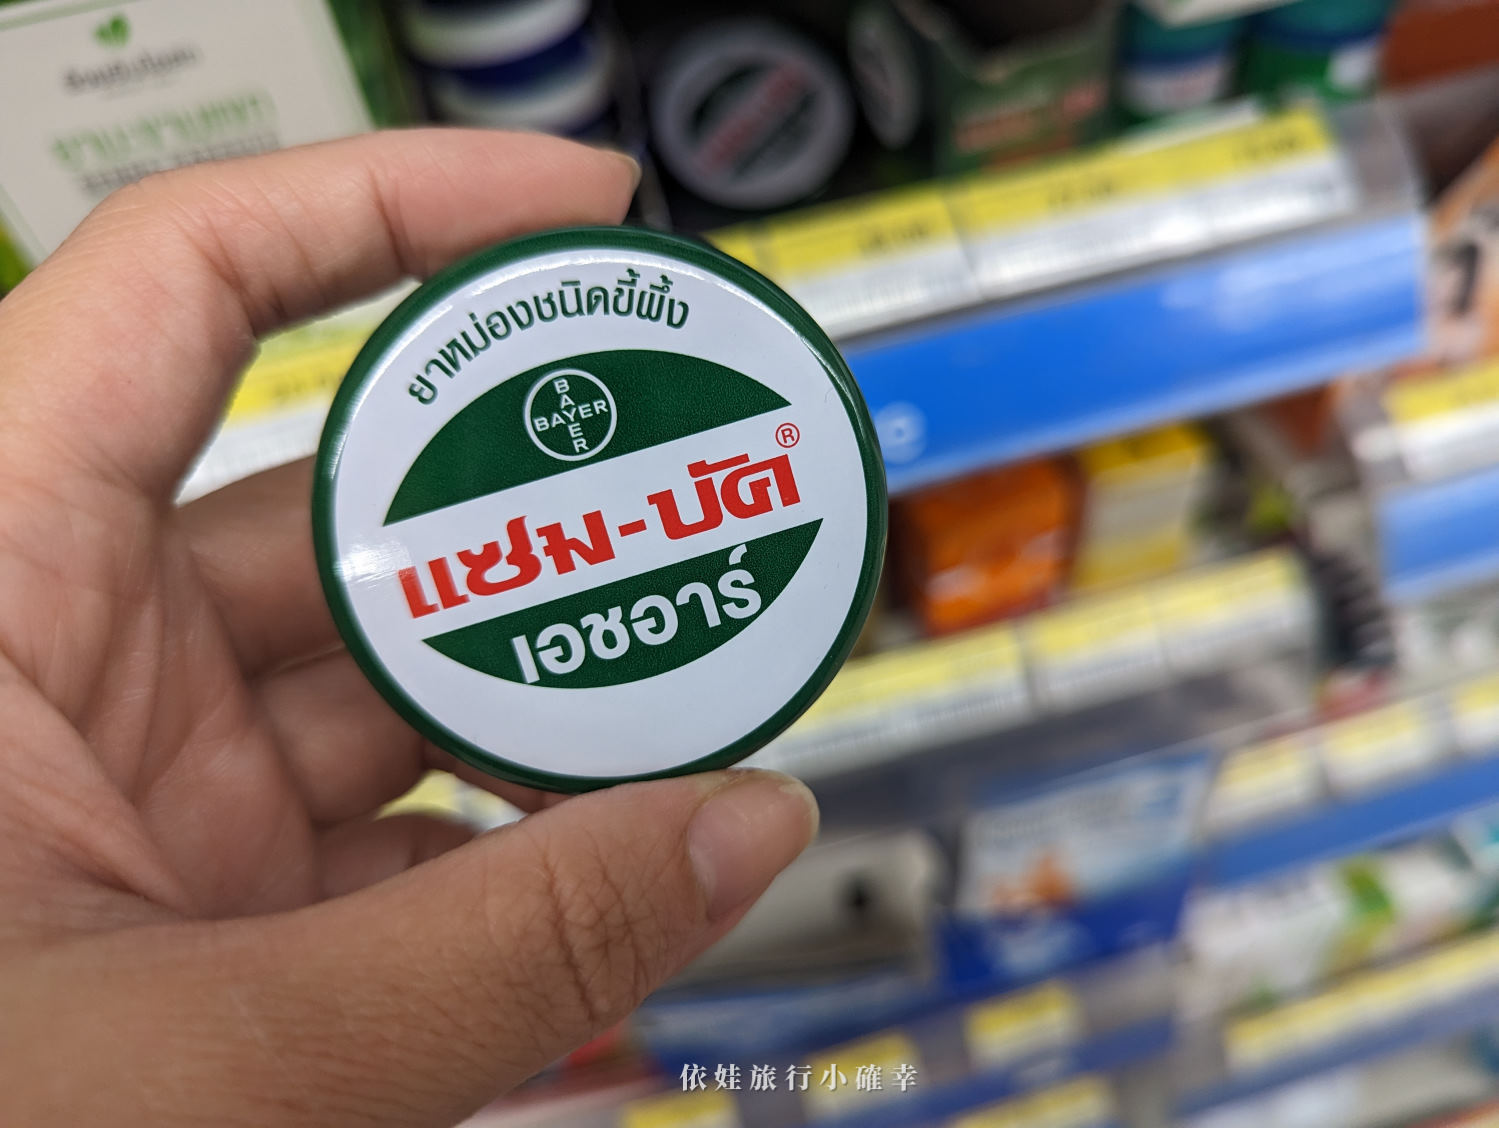 ยาหม่องชนิดขี้ผึ้ง
BAYER
BAYER
แซม-บัค®
เอชอาร์
依娃旅行小確幸